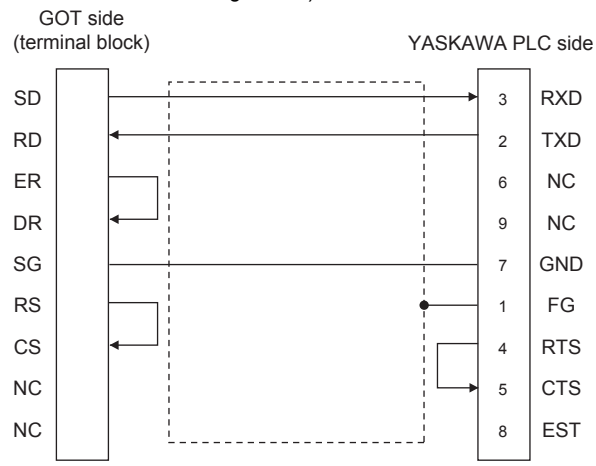 GOT side
(terminal block)
YASKAWA PLC side
SD 3 RXD
RD 2 TXD
ER 6 NC
DR 9 NC
SG 7 GND
RS 1 FG
CS 4 RTS
NC 5 CTS
NC 8 EST